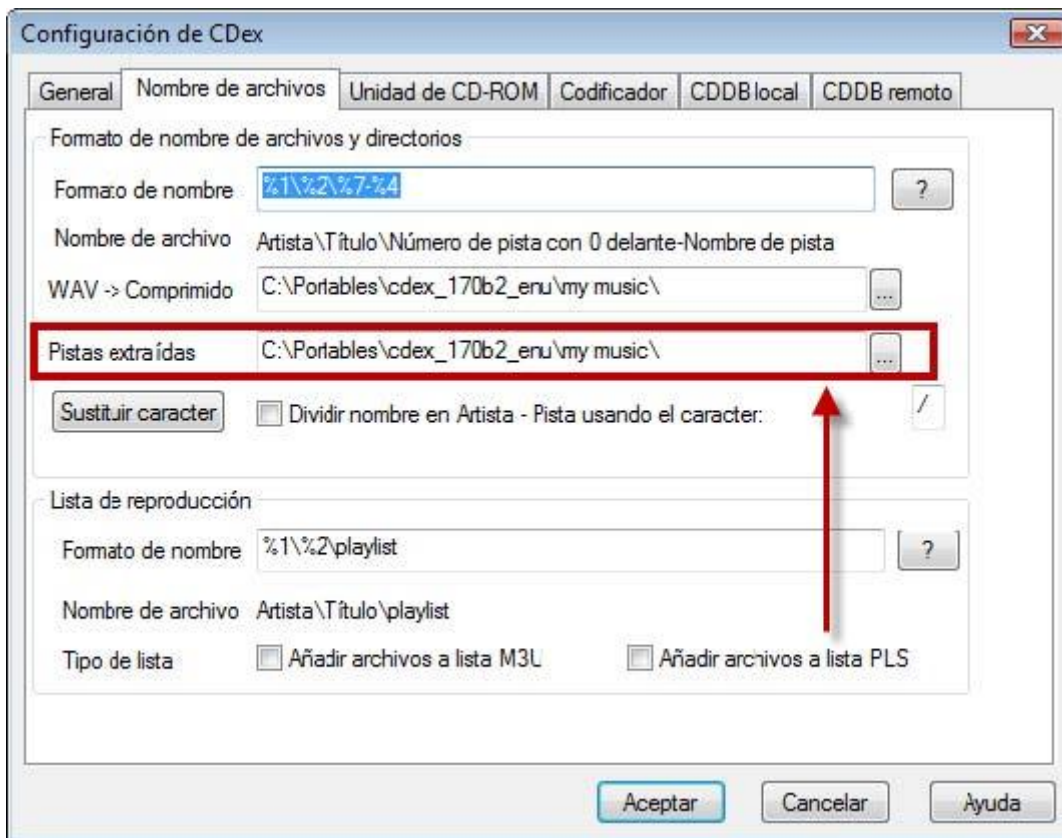 Configuración de CDex
General Nombre de archivos Unidad de CD-ROM Codificador CDDB local CDDB remoto
Formato de nombre de archivos y directorios
Formato de nombre %1\%2\%7-%4 ?
Nombre de archivo Artista\Título\Número de pista con 0 delante-Nombre de pista
WAV -> Comprimido C:\Portables\cdex_170b2_enu\my music\ ...
Pistas extraídas C:\Portables\cdex_170b2_enu\my music\ ...
Sustituir caracter Dividir nombre en Artista - Pista usando el caracter: /
Lista de reproducción
Formato de nombre %1\%2\playlist ?
Nombre de archivo Artista\Título\playlist
Tipo de lista Añadir archivos a lista M3U Añadir archivos a lista PLS
Aceptar Cancelar Ayuda